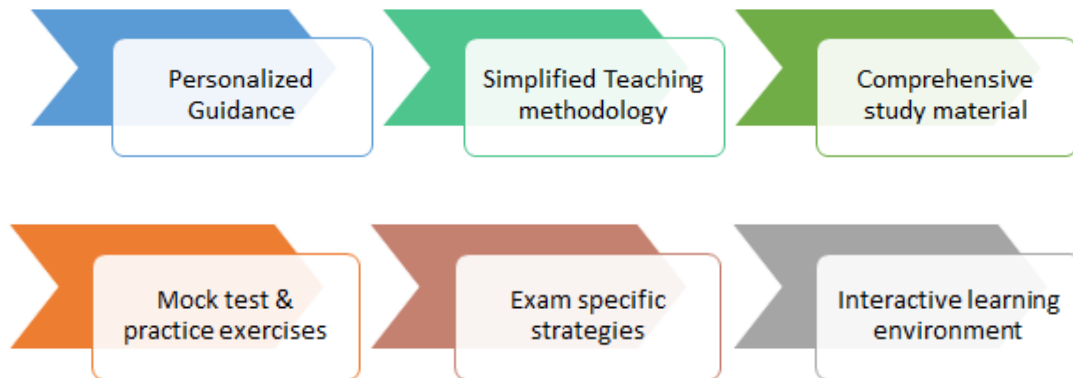 Personalized
Guidance
Simplified Teaching
methodology
Comprehensive
study material
Mock test &
practice exercises
Exam specific
strategies
Interactive learning
environment